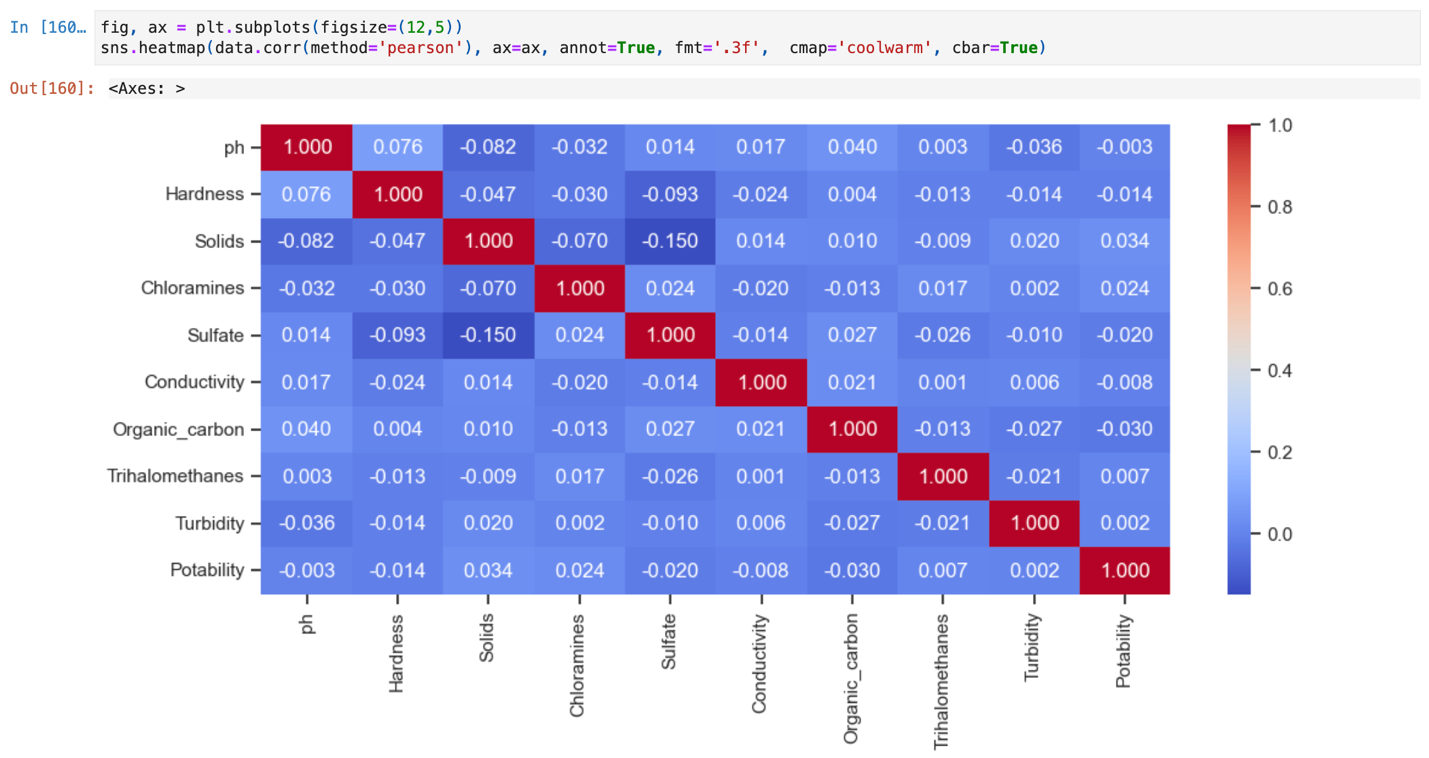 In [160… fig, ax = plt.subplots(figsize=(12,5))
sns.heatmap(data.corr(method='pearson'), ax=ax, annot=True, fmt='.3f',  cmap='coolwarm', cbar=True)
Out[160]: <Axes: >
ph 1.000 0.076 -0.082 -0.032 0.014 0.017 0.040 0.003 -0.036 -0.003
Hardness 0.076 1.000 -0.047 -0.030 -0.093 -0.024 0.004 -0.013 -0.014 -0.014
Solids -0.082 -0.047 1.000 -0.070 -0.150 0.014 0.010 -0.009 0.020 0.034
Chloramines -0.032 -0.030 -0.070 1.000 0.024 -0.020 -0.013 0.017 0.002 0.024
Sulfate 0.014 -0.093 -0.150 0.024 1.000 -0.014 0.027 -0.026 -0.010 -0.020
Conductivity 0.017 -0.024 0.014 -0.020 -0.014 1.000 0.021 0.001 0.006 -0.008
Organic_carbon 0.040 0.004 0.010 -0.013 0.027 0.021 1.000 -0.013 -0.027 -0.030
Trihalomethanes 0.003 -0.013 -0.009 0.017 -0.026 0.001 -0.013 1.000 -0.021 0.007
Turbidity -0.036 -0.014 0.020 0.002 -0.010 0.006 -0.027 -0.021 1.000 0.002
Potability -0.003 -0.014 0.034 0.024 -0.020 -0.008 -0.030 0.007 0.002 1.000
ph
Hardness
Solids
Chloramines
Sulfate
Conductivity
Organic_carbon
Trihalomethanes
Turbidity
Potability
1.0
0.8
0.6
0.4
0.2
0.0